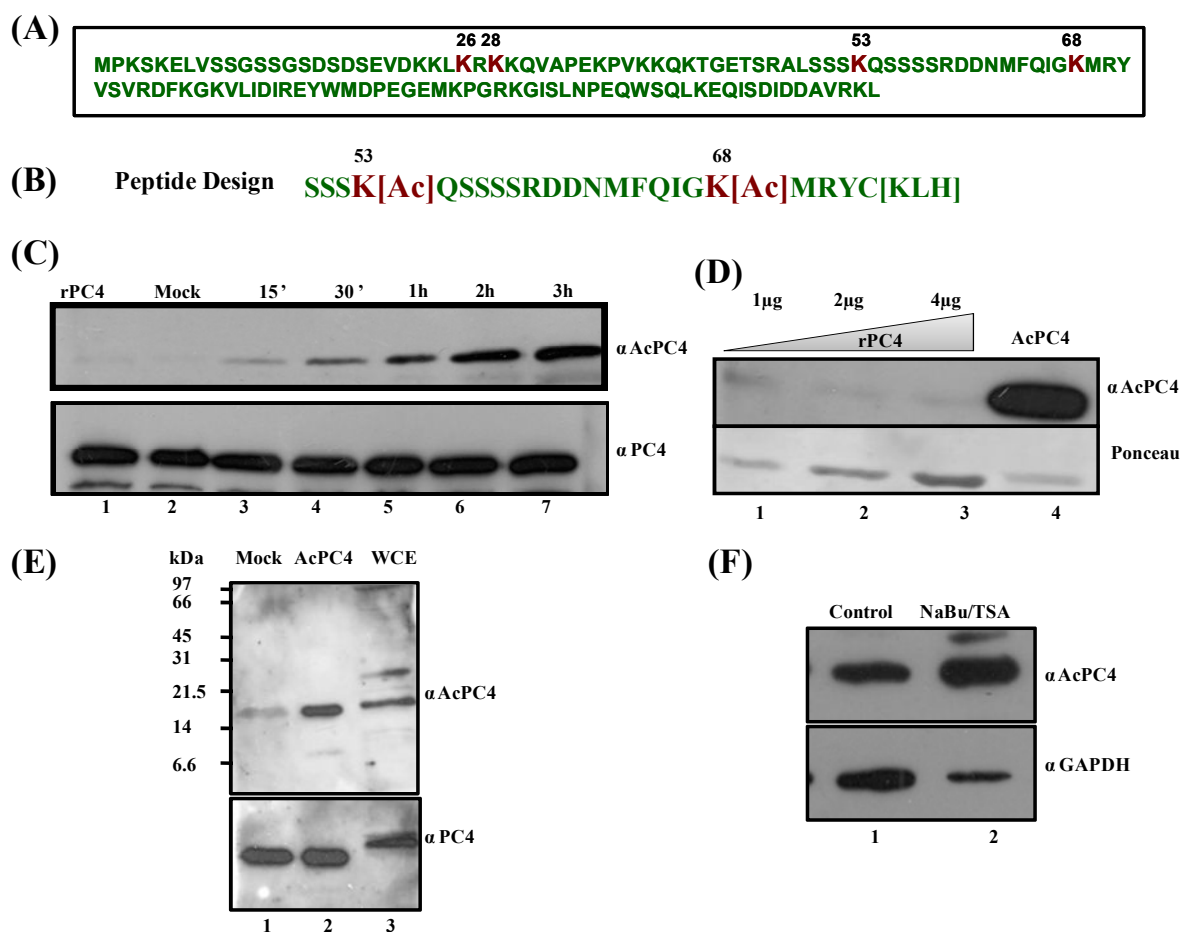 (A)
26 28 53 68
MPKSKELVSSGSSGSDSDSEVDKKLKRKKQVAPEKPVKKQKTGETSRALSSSKQSSSSRDDNMFQIGKMRY
VSVRDFKGKVLIDIREYWMDPEGEMKPGRKGISLNPEQWSQLKEQISDIDDAVRKL
(B)
53 68
Peptide Design SSSK[Ac]QSSSSRDDNMFQIGK[Ac]MRYC[KLH]
(C)
rPC4 Mock 15’ 30’ 1h 2h 3h
α AcPC4
α PC4
1 2 3 4 5 6 7
(D)
1μg 2μg 4μg
rPC4 AcPC4
α AcPC4
Ponceau
1 2 3 4
(E)
kDa Mock AcPC4 WCE
97
66
45
31
21.5
14
6.6
α AcPC4
α PC4
1 2 3
(F)
Control NaBu/TSA
α AcPC4
α GAPDH
1 2